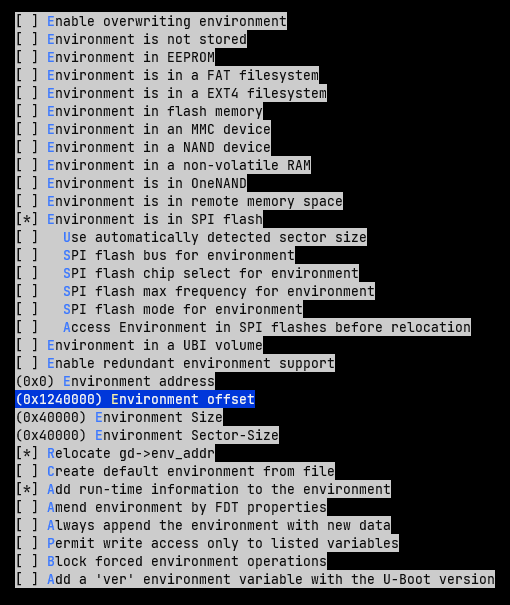 [ ] Enable overwriting environment
[ ] Environment is not stored
[ ] Environment in EEPROM
[ ] Environment is in a FAT filesystem
[ ] Environment is in a EXT4 filesystem
[ ] Environment in flash memory
[ ] Environment in an MMC device
[ ] Environment in a NAND device
[ ] Environment in a non-volatile RAM
[ ] Environment is in OneNAND
[ ] Environment is in remote memory space
[*] Environment is in SPI flash
[ ]   Use automatically detected sector size
[ ]   SPI flash bus for environment
[ ]   SPI flash chip select for environment
[ ]   SPI flash max frequency for environment
[ ]   SPI flash mode for environment
[ ]   Access Environment in SPI flashes before relocation
[ ] Environment in a UBI volume
[ ] Enable redundant environment support
(0x0) Environment address
(0x1240000) Environment offset
(0x40000) Environment Size
(0x40000) Environment Sector-Size
[*] Relocate gd->env_addr
[ ] Create default environment from file
[*] Add run-time information to the environment
[ ] Amend environment by FDT properties
[ ] Always append the environment with new data
[ ] Permit write access only to listed variables
[ ] Block forced environment operations
[ ] Add a 'ver' environment variable with the U-Boot version